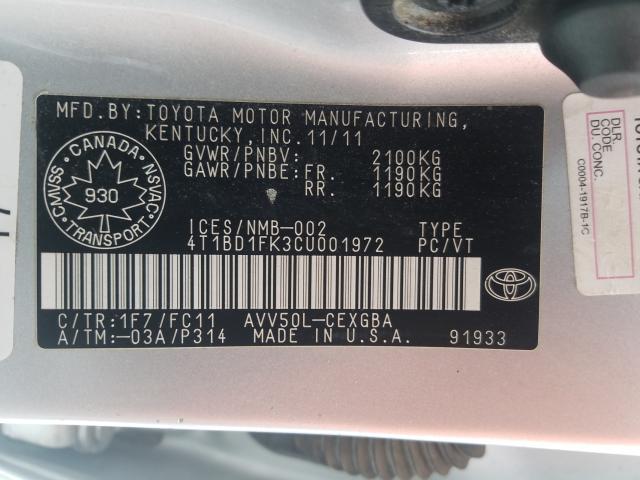 MFD.BY:TOYOTA MOTOR MANUFACTURING,
KENTUCKY,INC.11/11
GVWR/PNBV: 2100KG
GAWR/PNBE:FR. 1190KG
RR. 1190KG
CANADA
CMVSS NSVAC
930
TRANSPORT
ICES/NMB-002 TYPE
4T1BD1FK3CU001972 PC/VT
C/TR:1F7/FC11 AVV50L-CEXGBA
A/TM:-03A/P314 MADE IN U.S.A. 91933
DLR.
CODE
DU. CONC.
C0004-1917B-1C